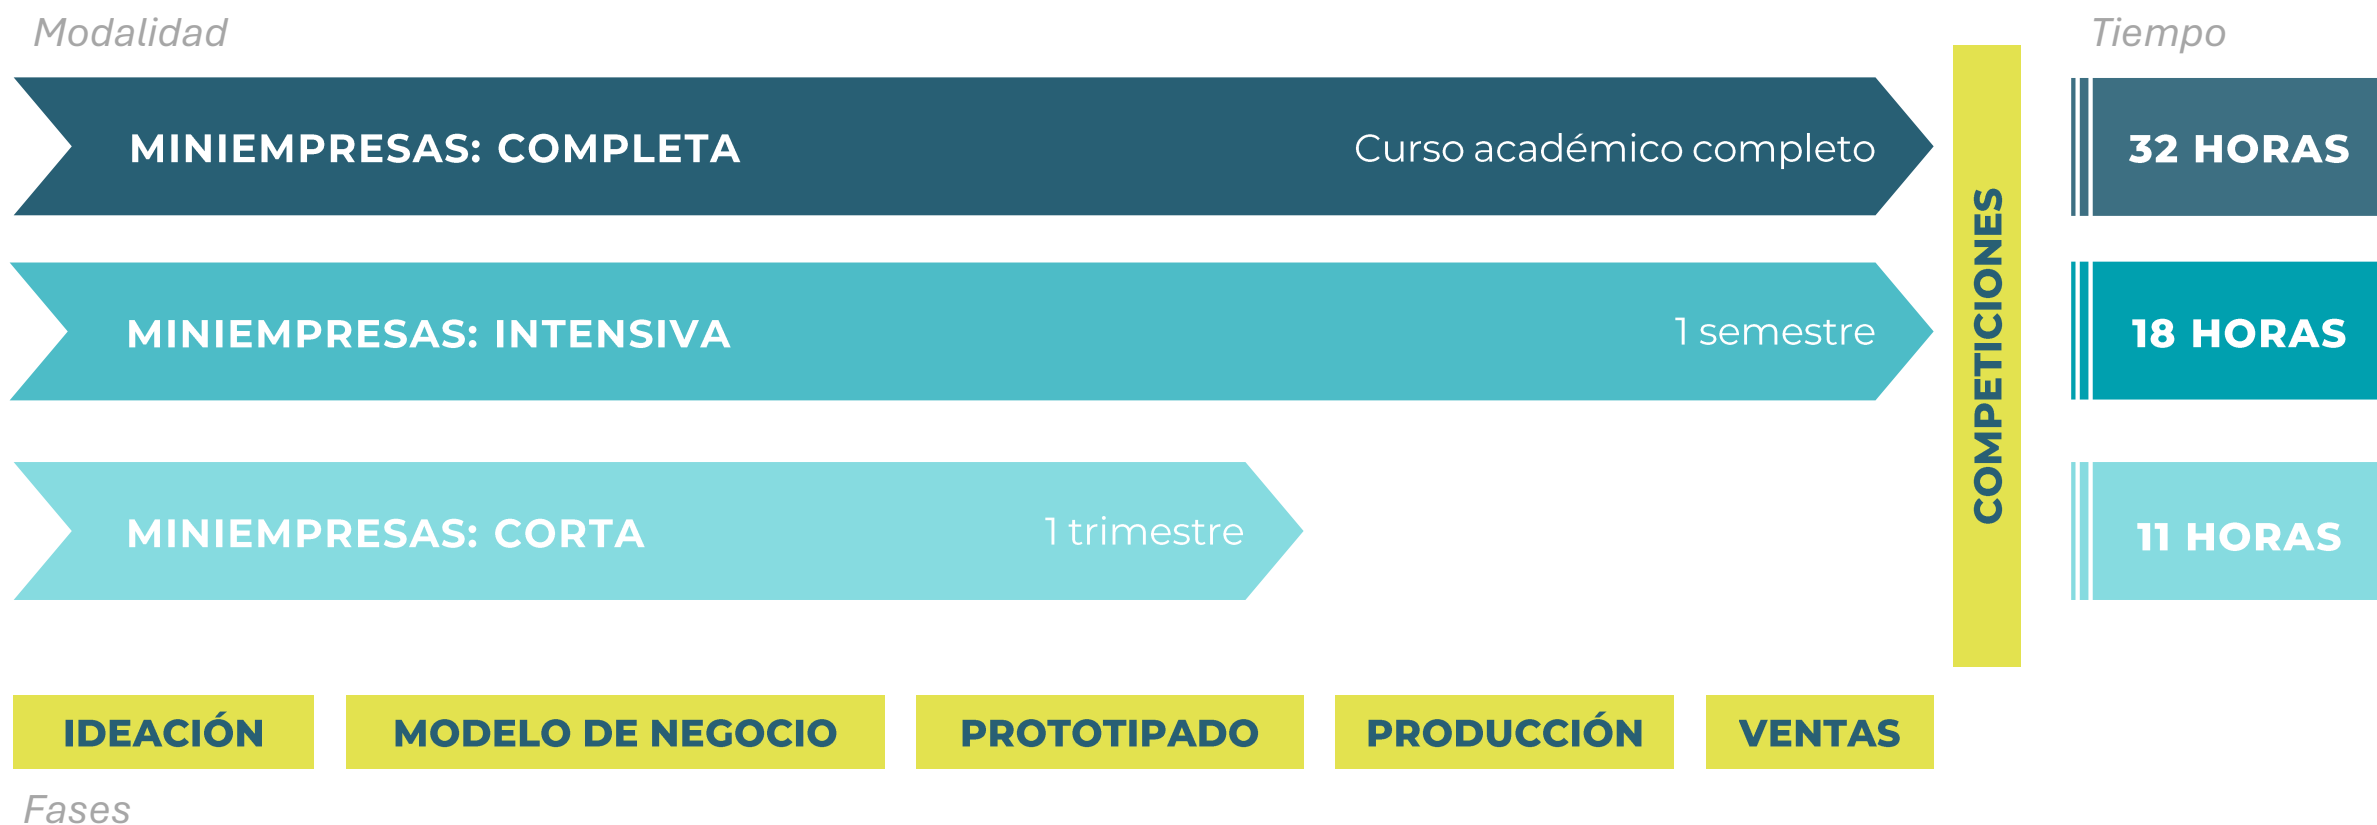 Modalidad
Tiempo
MINIEMPRESAS: COMPLETA
Curso académico completo
32 HORAS
MINIEMPRESAS: INTENSIVA
1 semestre
18 HORAS
MINIEMPRESAS: CORTA
1 trimestre
11 HORAS
COMPETICIONES
IDEACIÓN
MODELO DE NEGOCIO
PROTOTIPADO
PRODUCCIÓN
VENTAS
Fases